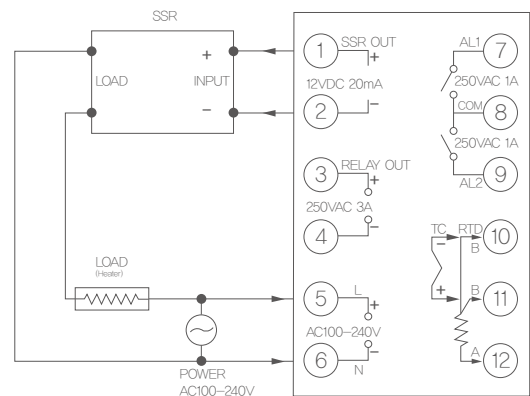 SSR
LOAD
+
INPUT
−
LOAD
(Heater)
POWER
AC100-240V
1
SSR OUT
+
12VDC 20mA
2
−
3
RELAY OUT
+
250VAC 3A
4
−
5
L
+
AC100-240V
6
−
N
AL1
7
250VAC 1A
COM
8
250VAC 1A
9
AL2
TC
RTD
10
−
B
+
B
11
A
12